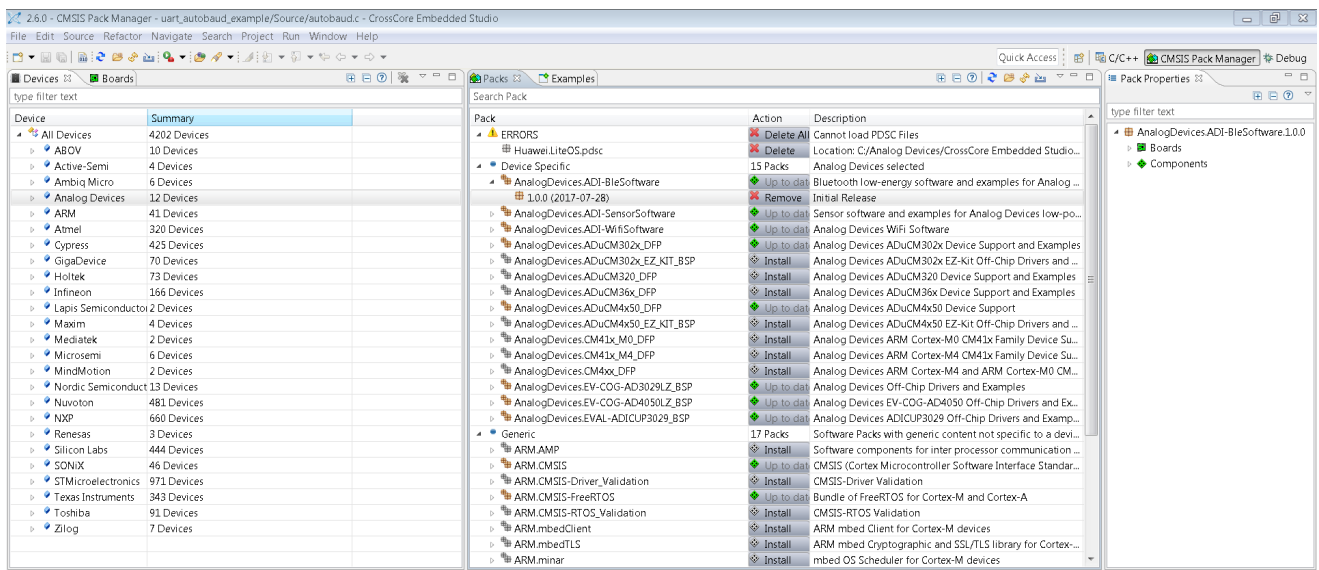 2.6.0 - CMSIS Pack Manager - uart_autobaud_example/Source/autobaud.c - CrossCore Embedded Studio
File Edit Source Refactor Navigate Search Project Run Window Help
Quick Access C/C++ CMSIS Pack Manager Debug
Devices Boards
type filter text
Device Summary
All Devices 4202 Devices
ABOV 10 Devices
Active-Semi 4 Devices
Ambiq Micro 6 Devices
Analog Devices 12 Devices
ARM 41 Devices
Atmel 320 Devices
Cypress 425 Devices
GigaDevice 70 Devices
Holtek 73 Devices
Infineon 166 Devices
Lapis Semiconductor 2 Devices
Maxim 4 Devices
Mediatek 2 Devices
Microsemi 6 Devices
MindMotion 2 Devices
Nordic Semiconduct 13 Devices
Nuvoton 481 Devices
NXP 660 Devices
Renesas 3 Devices
Silicon Labs 444 Devices
SONiX 46 Devices
STMicroelectronics 971 Devices
Texas Instruments 343 Devices
Toshiba 91 Devices
Zilog 7 Devices
Packs Examples
Search Pack
Pack Action Description
ERRORS Delete All Cannot load PDSC Files
Huawei.LiteOS.pdsc Delete Location: C:/Analog Devices/CrossCore Embedded Studio...
Device Specific 15 Packs Analog Devices selected
AnalogDevices.ADI-BleSoftware Up to dat Bluetooth low-energy software and examples for Analog ...
1.0.0 (2017-07-28) Remove Initial Release
AnalogDevices.ADI-SensorSoftware Up to dat Sensor software and examples for Analog Devices low-po...
AnalogDevices.ADI-WifiSoftware Up to dat Analog Devices WiFi Software
AnalogDevices.ADuCM302x_DFP Up to dat Analog Devices ADuCM302x Device Support and Examples
AnalogDevices.ADuCM302x_EZ_KIT_BSP Install Analog Devices ADuCM302x EZ-Kit Off-Chip Drivers and ...
AnalogDevices.ADuCM320_DFP Install Analog Devices ADuCM320 Device Support and Examples
AnalogDevices.ADuCM36x_DFP Install Analog Devices ADuCM36x Device Support and Examples
AnalogDevices.ADuCM4x50_DFP Up to dat Analog Devices ADuCM4x50 Device Support
AnalogDevices.ADuCM4x50_EZ_KIT_BSP Install Analog Devices ADuCM4x50 EZ-Kit Off-Chip Drivers and ...
AnalogDevices.CM41x_M0_DFP Install Analog Devices ARM Cortex-M0 CM41x Family Device Su...
AnalogDevices.CM41x_M4_DFP Install Analog Devices ARM Cortex-M4 CM41x Family Device Su...
AnalogDevices.CM4xx_DFP Install Analog Devices ARM Cortex-M4 and ARM Cortex-M0 CM...
AnalogDevices.EV-COG-AD3029LZ_BSP Up to dat Analog Devices Off-Chip Drivers and Examples
AnalogDevices.EV-COG-AD4050LZ_BSP Up to dat Analog Devices EV-COG-AD4050 Off-Chip Drivers and Ex...
AnalogDevices.EVAL-ADICUP3029_BSP Up to dat Analog Devices ADICUP3029 Off-Chip Drivers and Examp...
Generic 17 Packs Software Packs with generic content not specific to a devi...
ARM.AMP Install Software components for inter processor communication ...
ARM.CMSIS Up to dat CMSIS (Cortex Microcontroller Software Interface Standar...
ARM.CMSIS-Driver_Validation Install CMSIS-Driver Validation
ARM.CMSIS-FreeRTOS Up to dat Bundle of FreeRTOS for Cortex-M and Cortex-A
ARM.CMSIS-RTOS_Validation Install CMSIS-RTOS Validation
ARM.mbedClient Install ARM mbed Client for Cortex-M devices
ARM.mbedTLS Install ARM mbed Cryptographic and SSL/TLS library for Cortex-...
ARM.minar Install mbed OS Scheduler for Cortex-M devices
Pack Properties
type filter text
AnalogDevices.ADI-BleSoftware.1.0.0
Boards
Components